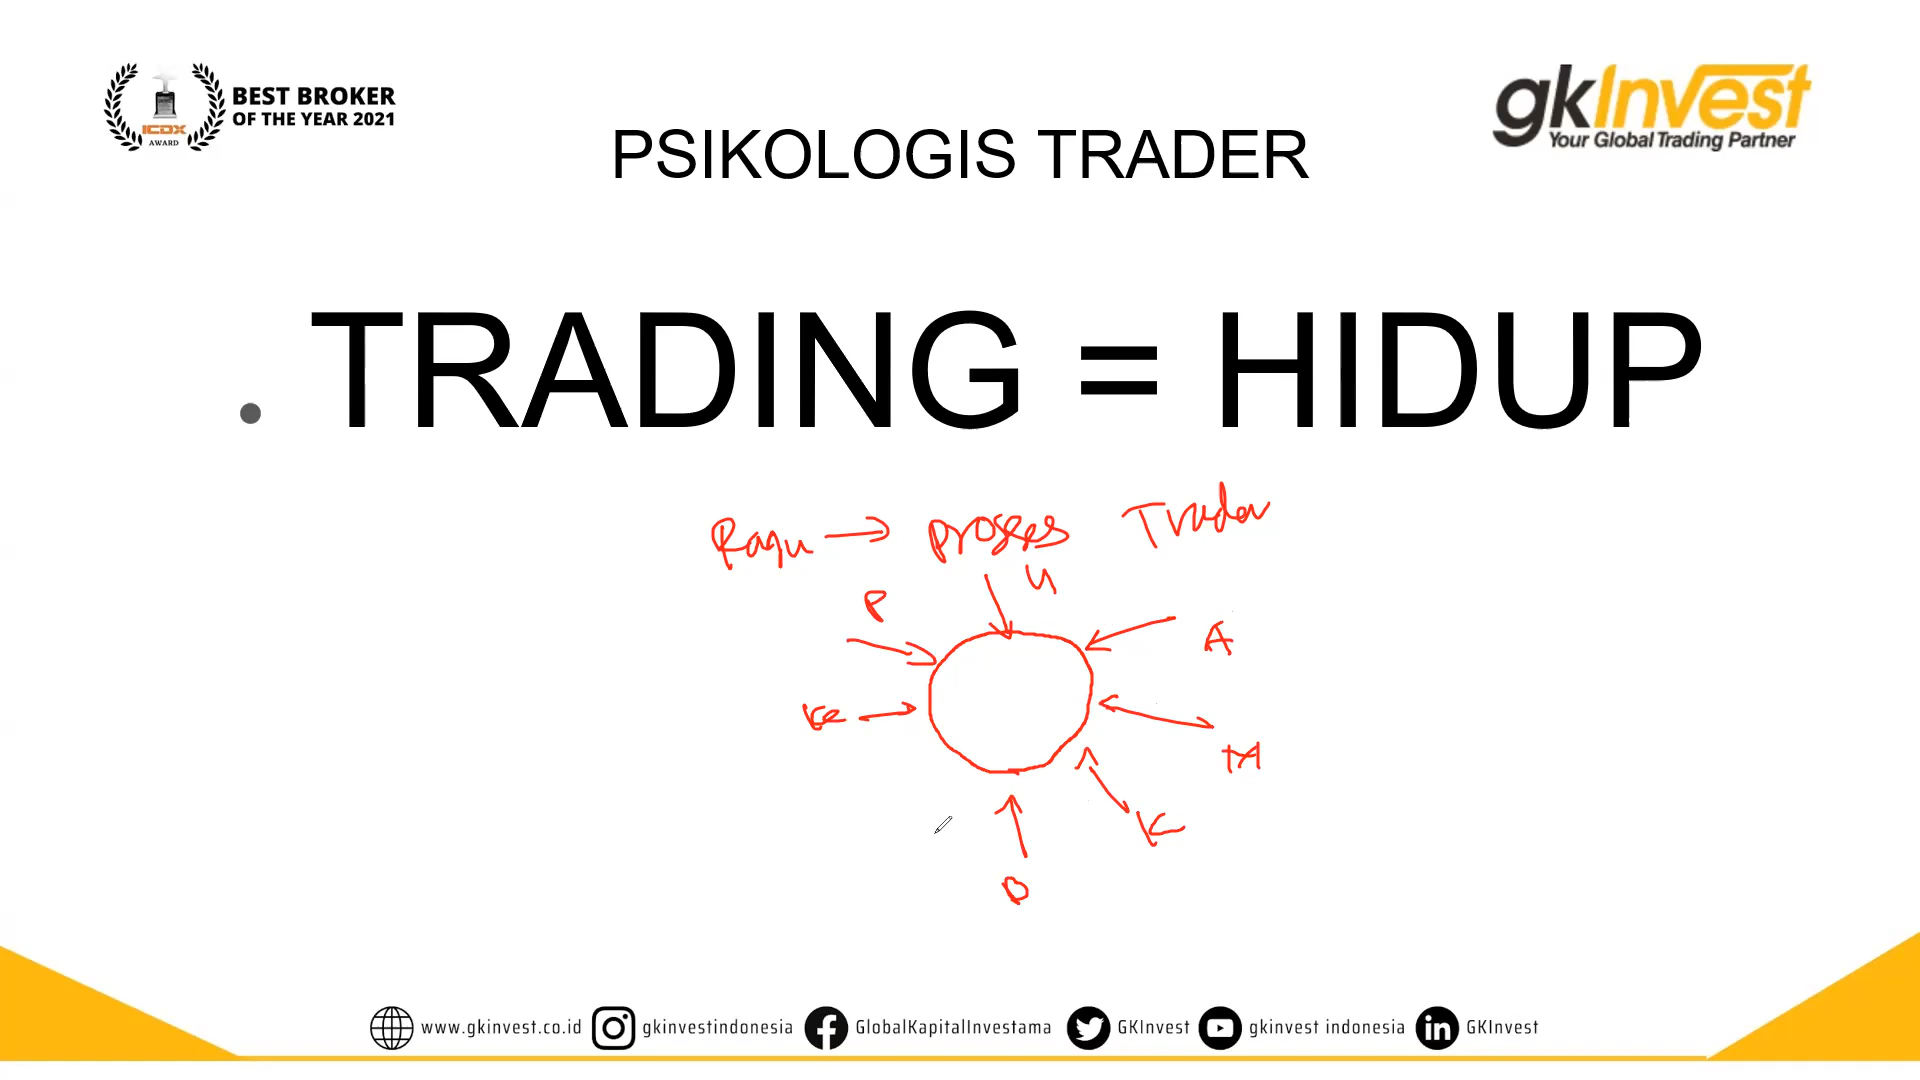 BEST BROKER
OF THE YEAR 2021
ICDX
AWARD
gkInvest
Your Global Trading Partner
PSIKOLOGIS TRADER
• TRADING = HIDUP
Ragu → proses Trader
U
P
A
Ke
M
K
D
www.gkinvest.co.id gkinvestindonesia GlobalKapitalInvestama GKInvest gkinvest indonesia GKInvest